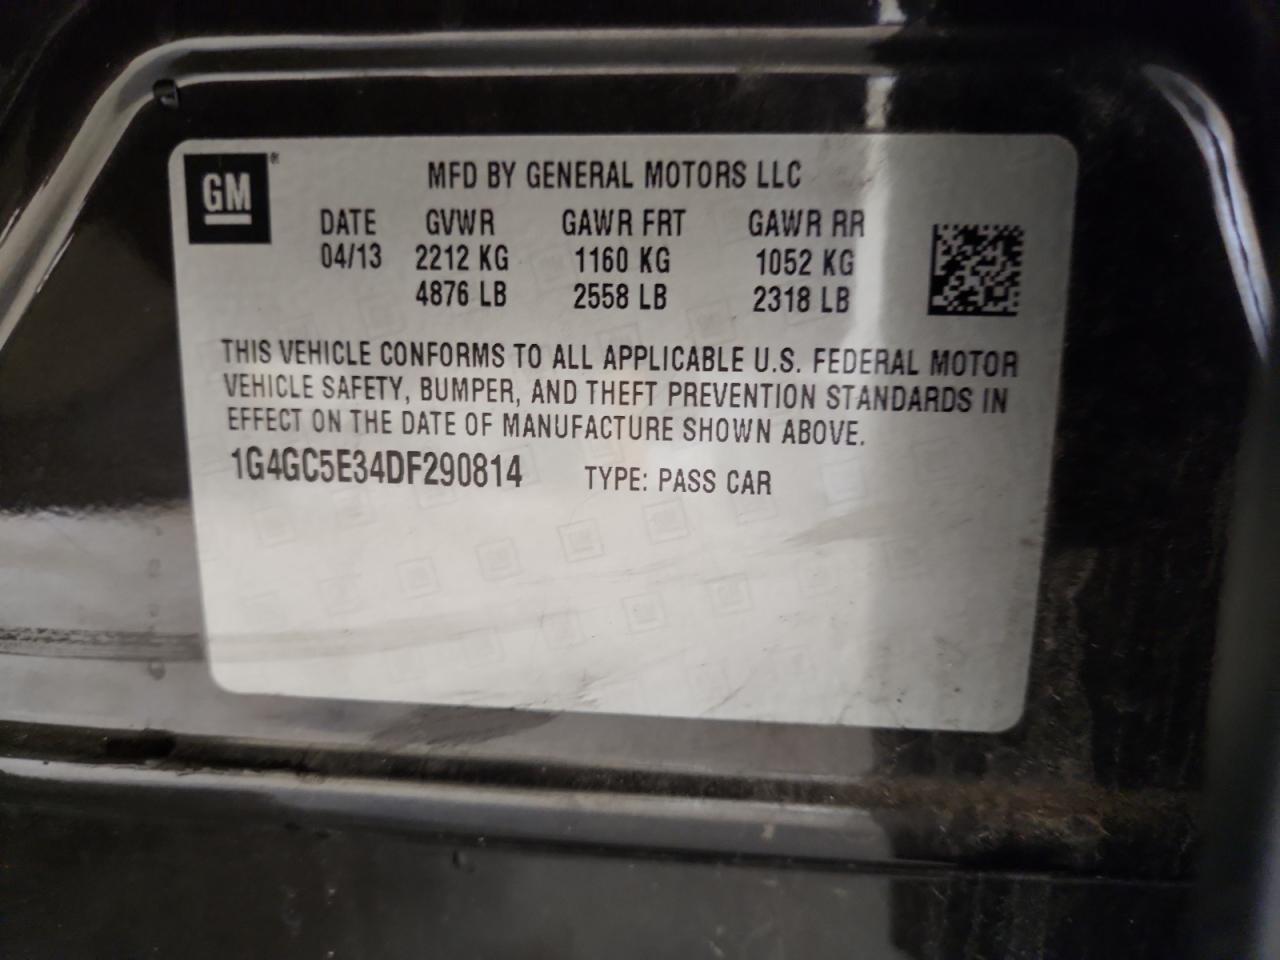 GM®
MFD BY GENERAL MOTORS LLC
DATE GVWR GAWR FRT GAWR RR
04/13 2212 KG 1160 KG 1052 KG
4876 LB 2558 LB 2318 LB
THIS VEHICLE CONFORMS TO ALL APPLICABLE U.S. FEDERAL MOTOR
VEHICLE SAFETY, BUMPER, AND THEFT PREVENTION STANDARDS IN
EFFECT ON THE DATE OF MANUFACTURE SHOWN ABOVE.
1G4GC5E34DF290814 TYPE: PASS CAR